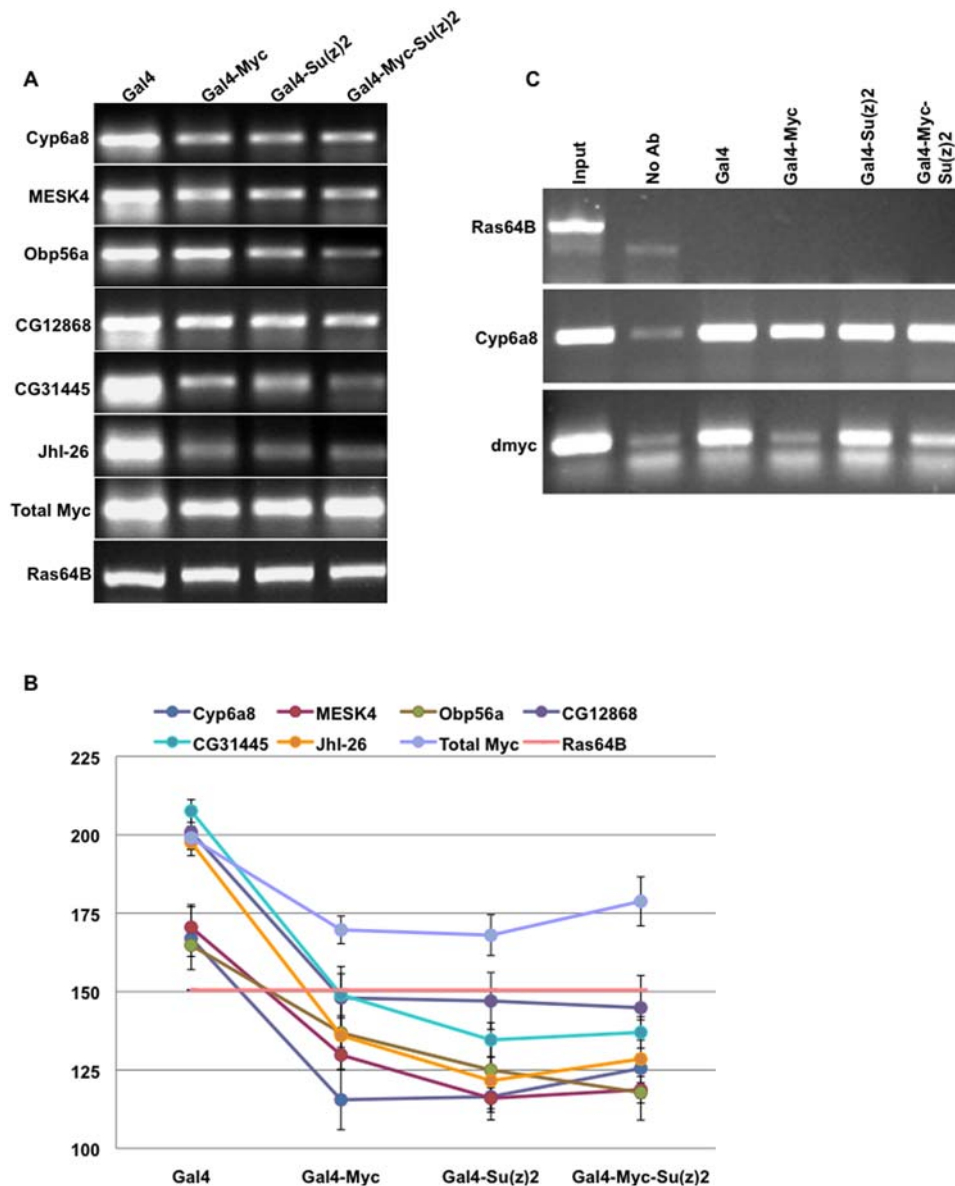 A
Gal4
Gal4-Myc
Gal4-Su(z)2
Gal4-Myc-Su(z)2
Cyp6a8
MESK4
Obp56a
CG12868
CG31445
Jhl-26
Total Myc
Ras64B
C
Input
No Ab
Gal4
Gal4-Myc
Gal4-Su(z)2
Gal4-Myc-
Su(z)2
Ras64B
Cyp6a8
dmyc
B
Cyp6a8 MESK4 Obp56a CG12868
CG31445 Jhl-26 Total Myc Ras64B
225
200
175
150
125
100
Gal4 Gal4-Myc Gal4-Su(z)2 Gal4-Myc-Su(z)2